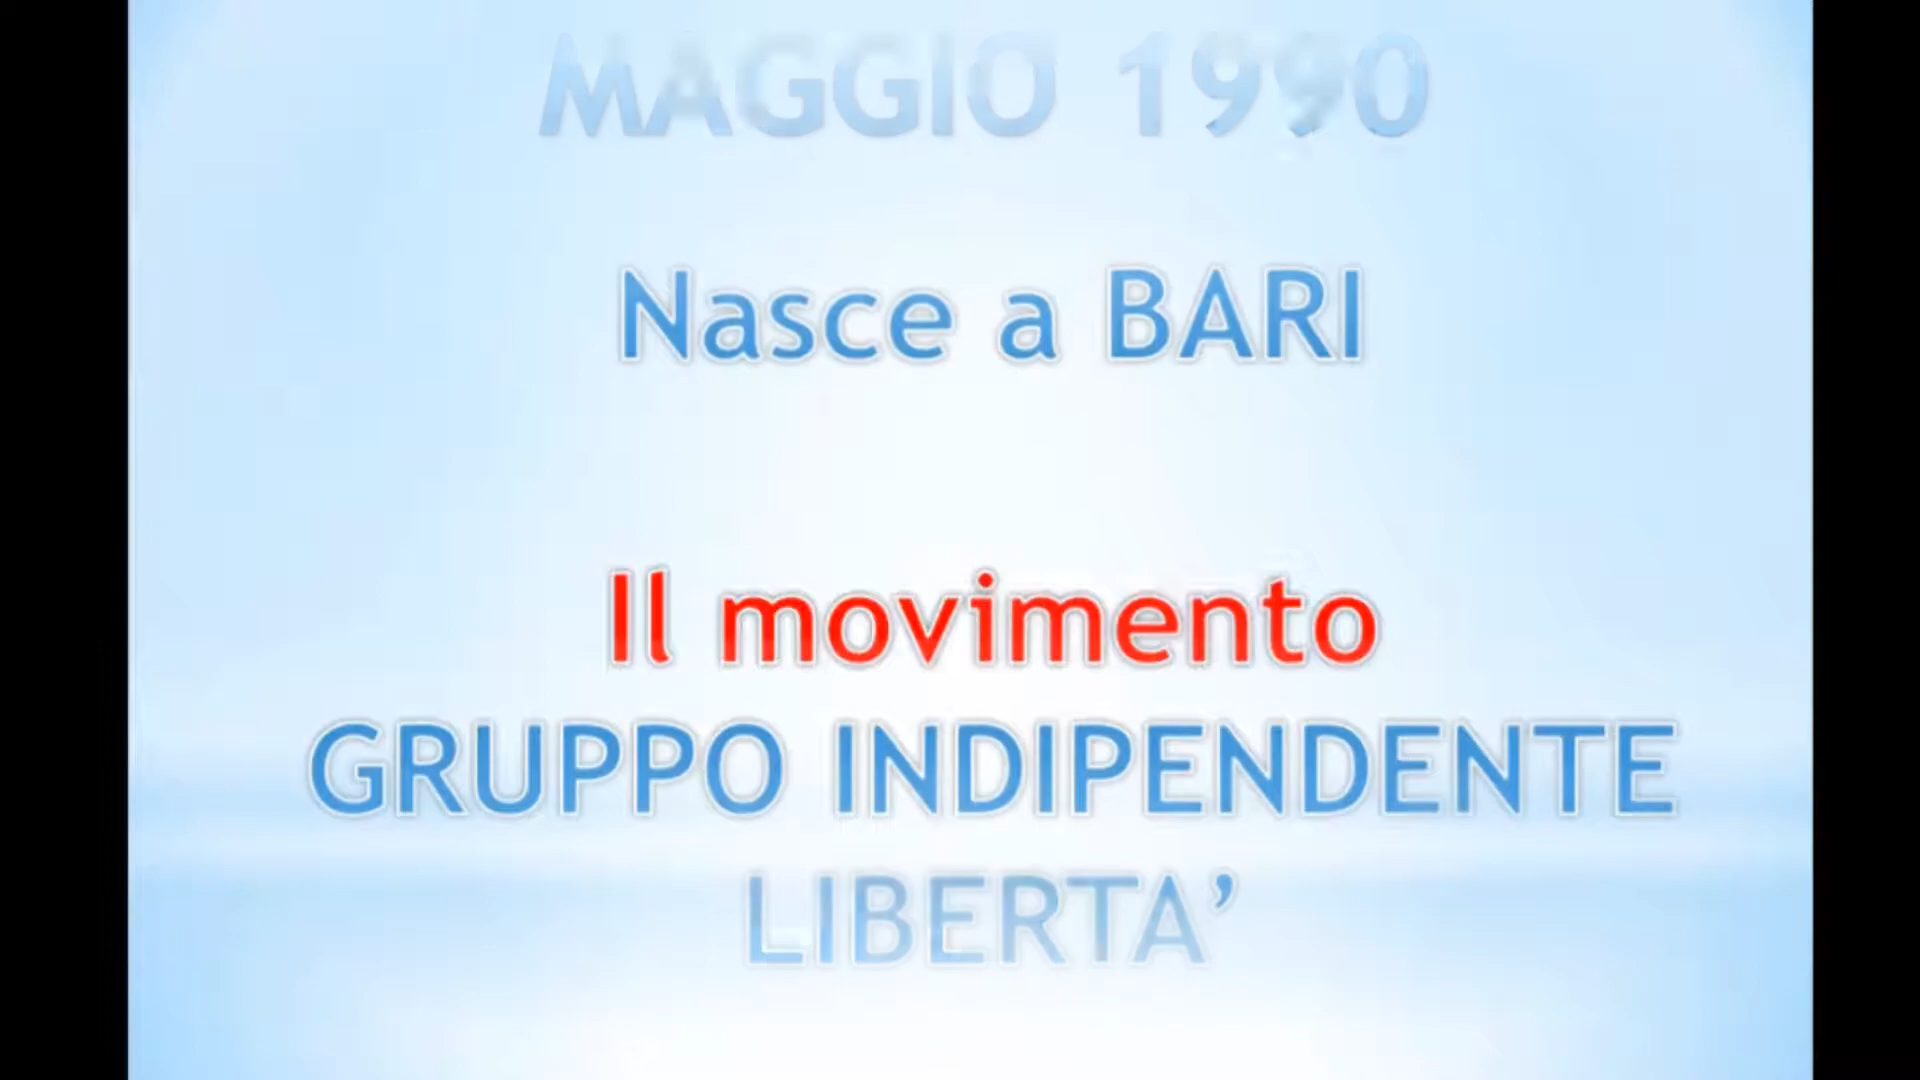 MAGGIO 1990
Nasce a BARI
Il movimento
GRUPPO INDIPENDENTE
LIBERTA’